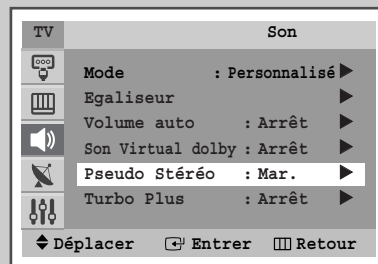 TV Son
Mode : Personnalisé
Egaliseur
Volume auto : Arrêt
Son Virtual dolby : Arrêt
Pseudo Stéréo : Mar.
Turbo Plus : Arrêt
Déplacer Entrer Retour